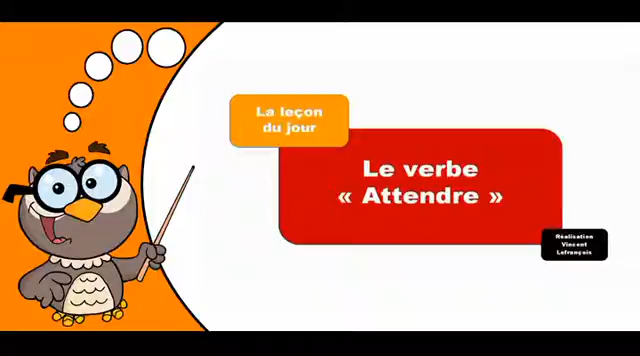 La leçon
du jour
Le verbe
« Attendre »
Réalisation
Vincent
Lefrançois